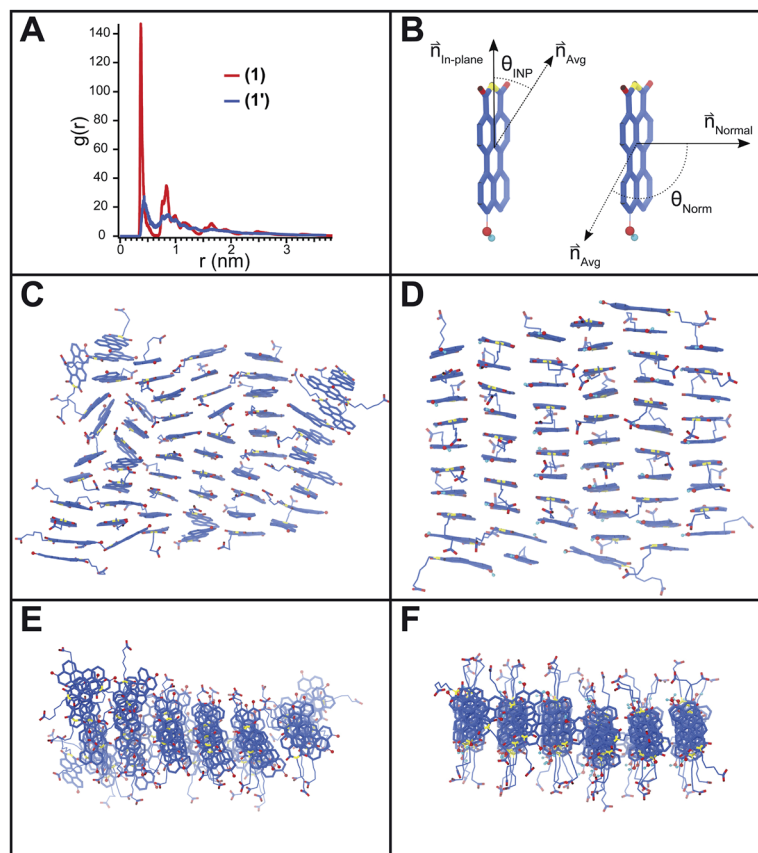 A
140
120
100
80
60
40
20
0
g(r)
(1)
(1')
0
1
2
3
r (nm)
B
n⃗In-plane
θINP
n⃗Avg
n⃗Normal
θNorm
n⃗Avg
C
D
E
F